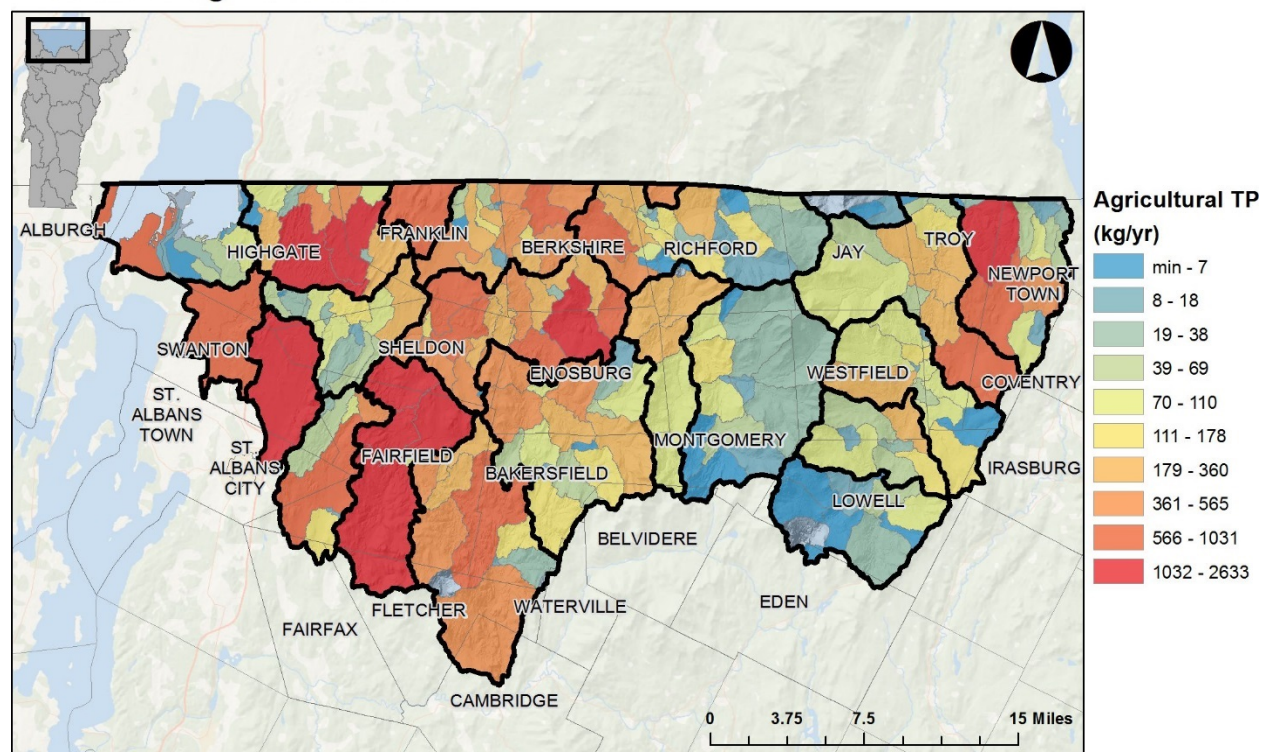 ALBURGH
HIGHGATE
FRANKLIN
BERKSHIRE
RICHFORD
JAY
TROY
NEWPORT
TOWN
SWANTON
SHELDON
ENOSBURG
WESTFIELD
COVENTRY
ST.
ALBANS
TOWN
ST.
ALBANS
CITY
FAIRFIELD
BAKERSFIELD
MONTGOMERY
IRASBURG
LOWELL
BELVIDERE
EDEN
FLETCHER
WATERVILLE
FAIRFAX
CAMBRIDGE
0 3.75 7.5 15 Miles
Agricultural TP
(kg/yr)
min - 7
8 - 18
19 - 38
39 - 69
70 - 110
111 - 178
179 - 360
361 - 565
566 - 1031
1032 - 2633